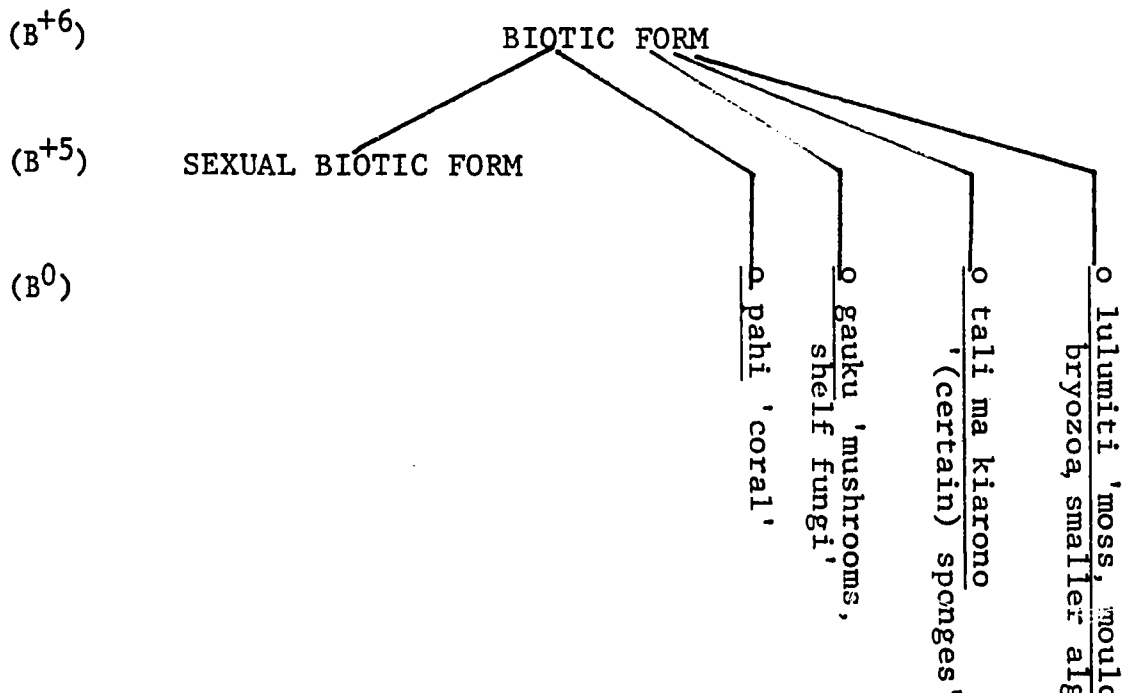 (B+6)
BIOTIC FORM
(B+5)
SEXUAL BIOTIC FORM
(B0)
o pahi 'coral'
o gauku 'mushrooms,
shelf fungi'
o tali ma kiarono
'(certain) sponges'
o lulumiti 'moss,
bryozoa, smaller